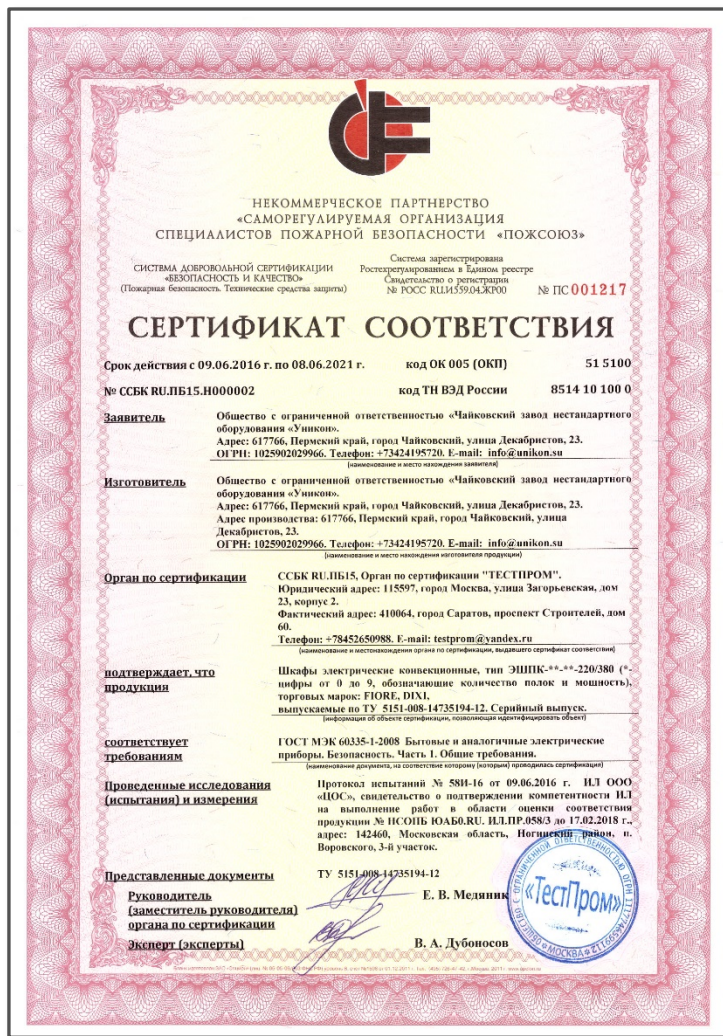 НЕКОММЕРЧЕСКОЕ ПАРТНЕРСТВО
«САМОРЕГУЛИРУЕМАЯ ОРГАНИЗАЦИЯ
СПЕЦИАЛИСТОВ ПОЖАРНОЙ БЕЗОПАСНОСТИ «ПОЖСОЮЗ»
СИСТЕМА ДОБРОВОЛЬНОЙ СЕРТИФИКАЦИИ
«БЕЗОПАСНОСТЬ И КАЧЕСТВО»
(Пожарная безопасность. Технические средства защиты)
Система зарегистрирована
Ростехрегулированием в Едином реестре
Свидетельство о регистрации
№ РОСС RU.И559.04.ЖР00
№ ПС 001217
СЕРТИФИКАТ СООТВЕТСТВИЯ
Срок действия с 09.06.2016 г. по 08.06.2021 г. код ОК 005 (ОКП) 51 5100
№ ССБК RU.ПБ15.Н000002 код ТН ВЭД России 8514 10 100 0
Заявитель Общество с ограниченной ответственностью «Чайковский завод нестандартного
оборудования «Уникон».
Адрес: 617766, Пермский край, город Чайковский, улица Декабристов, 23.
ОГРН: 1025902029966. Телефон: +73424195720. E-mail: info@unikon.su
(наименование и место нахождения заявителя)
Изготовитель Общество с ограниченной ответственностью «Чайковский завод нестандартного
оборудования «Уникон».
Адрес: 617766, Пермский край, город Чайковский, улица Декабристов, 23.
Адрес производства: 617766, Пермский край, город Чайковский, улица
Декабристов, 23.
ОГРН: 1025902029966. Телефон: +73424195720. E-mail: info@unikon.su
(наименование и место нахождения изготовителя продукции)
Орган по сертификации ССБК RU.ПБ15, Орган по сертификации "ТЕСТПРОМ".
Юридический адрес: 115597, город Москва, улица Загорьевская, дом
23, корпус 2.
Фактический адрес: 410064, город Саратов, проспект Строителей, дом
60.
Телефон: +78452650988. E-mail: testprom@yandex.ru
(наименование и местонахождения органа по сертификации, выдавшего сертификат соответствия)
подтверждает, что
продукция
Шкафы электрические конвекционные, тип ЭШПК-**-**-220/380 (*-
цифры от 0 до 9, обозначающие количество полок и мощность),
торговых марок: FIORE, DIXI,
выпускаемые по ТУ 5151-008-14735194-12. Серийный выпуск.
(информация об объекте сертификации, позволяющая идентифицировать объект)
соответствует
требованиям
ГОСТ МЭК 60335-1-2008 Бытовые и аналогичные электрические
приборы. Безопасность. Часть 1. Общие требования.
(наименование документа, на соответствие которому (которым) проводилась сертификация)
Проведенные исследования
(испытания) и измерения
Протокол испытаний № 58И-16 от 09.06.2016 г. ИЛ ООО
«ЦОС», свидетельство о подтверждении компетентности ИЛ
на выполнение работ в области оценки соответствия
продукции № НСОПБ ЮАБ0.RU. ИЛ.ПР.058/3 до 17.02.2018 г.,
адрес: 142460, Московская область, Ногинский район, п.
Воровского, 3-й участок.
Представленные документы ТУ 5151-008-14735194-12
Руководитель
(заместитель руководителя)
органа по сертификации
Е. В. Медяник
Эксперт (эксперты) В. А. Дубоносов
ОБЩЕСТВО С ОГРАНИЧЕННОЙ ОТВЕТСТВЕННОСТЬЮ
«ТестПром»
МОСКВА